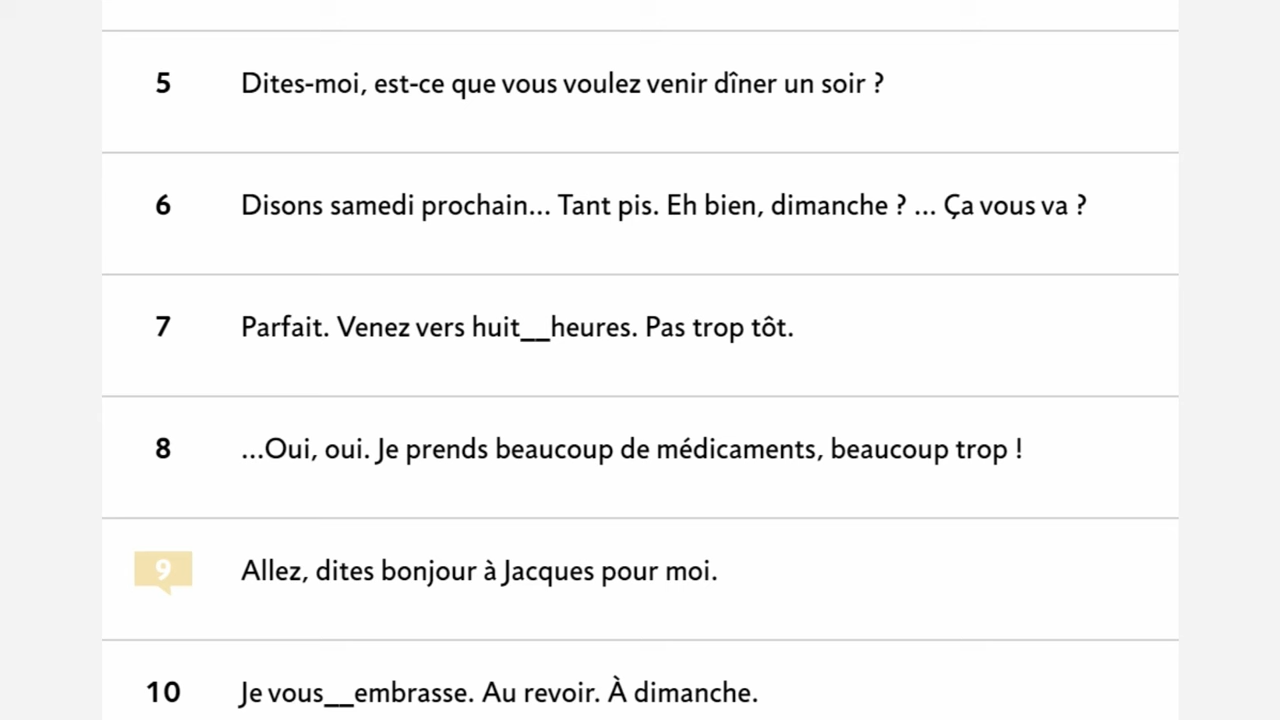 5 Dites-moi, est-ce que vous voulez venir dîner un soir ?
6 Disons samedi prochain... Tant pis. Eh bien, dimanche ? ... Ça vous va ?
7 Parfait. Venez vers huit__heures. Pas trop tôt.
8 ...Oui, oui. Je prends beaucoup de médicaments, beaucoup trop !
9 Allez, dites bonjour à Jacques pour moi.
10 Je vous__embrasse. Au revoir. À dimanche.